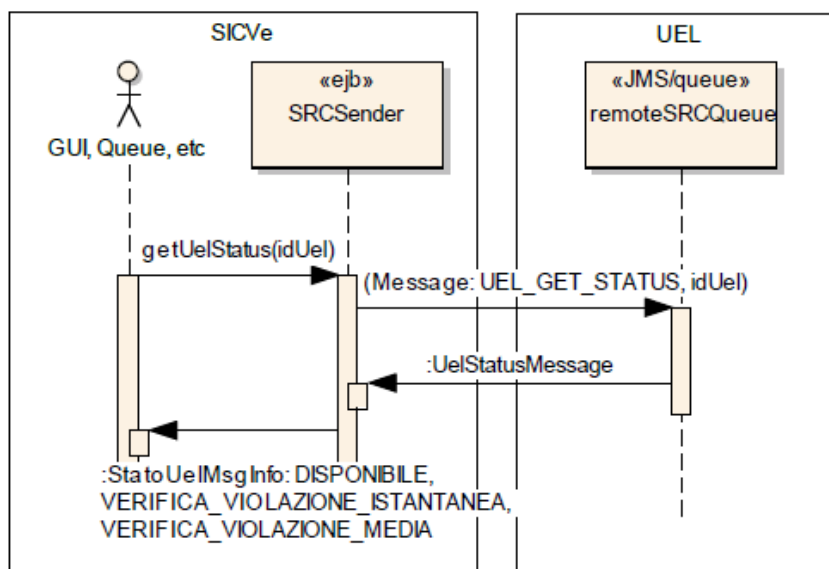 SICVe
UEL
«ejb»
SRCSender
«JMS/queue»
remoteSRCQueue
GUI, Queue, etc
getUelStatus(idUel)
(Message: UEL_GET_STATUS, idUel)
:UelStatusMessage
:StatoUelMsgInfo: DISPONIBILE,
VERIFICA_VIOLAZIONE_ISTANTANEA,
VERIFICA_VIOLAZIONE_MEDIA